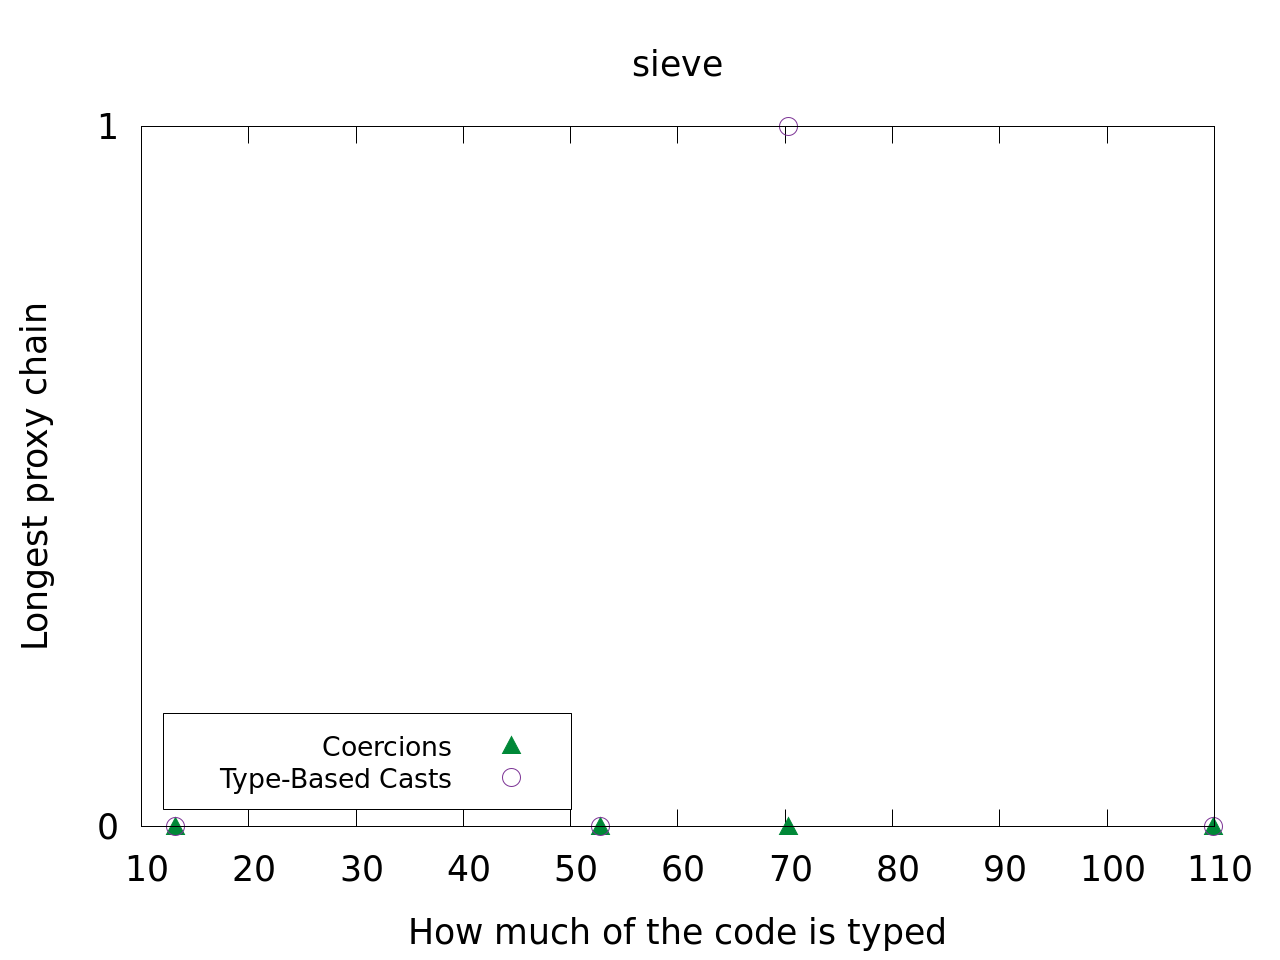 sieve
1
Longest proxy chain
Coercions
Type-Based Casts
0
10 20 30 40 50 60 70 80 90 100 110
How much of the code is typed